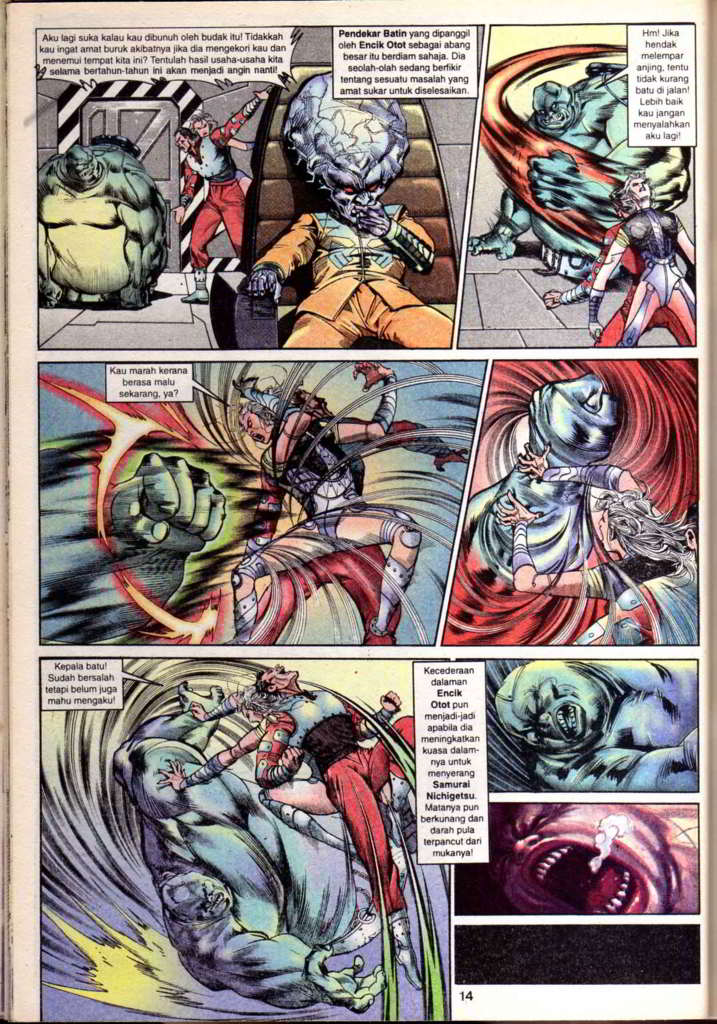 Aku lagi suka kalau kau dibunuh oleh budak itu! Tidakkah
kau ingat amat buruk akibatnya jika dia mengekori kau dan
menemui tempat kita ini? Tentulah hasil usaha-usaha kita
selama bertahun-tahun ini akan menjadi angin nanti!
Pendekar Batin yang dipanggil
oleh Encik Otot sebagai abang
besar itu berdiam sahaja. Dia
seolah-olah sedang berfikir
tentang sesuatu masalah yang
amat sukar untuk diselesaikan.
Hm! Jika
hendak
melempar
anjing, tentu
tidak kurang
batu di jalan!
Lebih baik
kau jangan
menyalahkan
aku lagi!
Kau marah kerana
berasa malu
sekarang, ya?
Kepala batu!
Sudah bersalah
tetapi belum juga
mahu mengaku!
Kecederaan
dalaman
Encik
Otot pun
menjadi-jadi
apabila dia
meningkatkan
kuasa dalam-
nya untuk
menyerang
Samurai
Nichigetsu.
Matanya pun
berkunang dan
darah pula
terpancut dari
mukanya!
14